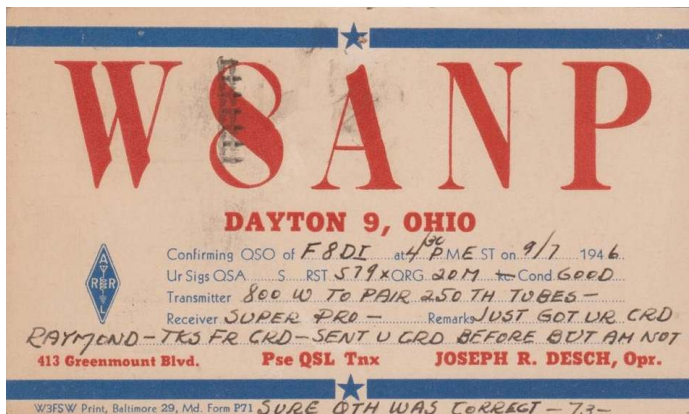 W8ANP
DAYTON 9, OHIO
Confirming QSO of F8DI at 4:30 P.M. E ST on 9/7 1946
Ur Sigs QSA S RST 579x QRG 20M kc Cond GOOD
Transmitter 800 W TO PAIR 250 TH TUBES -
Receiver SUPER PRO - Remarks JUST GOT UR CRD
RAYMOND - TKS FR CRD - SENT U CRD BEFORE BUT AM NOT
ARRL
413 Greenmount Blvd. Pse QSL Tnx JOSEPH R. DESCH, Opr.
W3FSW Print, Baltimore 29, Md. Form P71 SURE QTH WAS CORRECT - 73 -